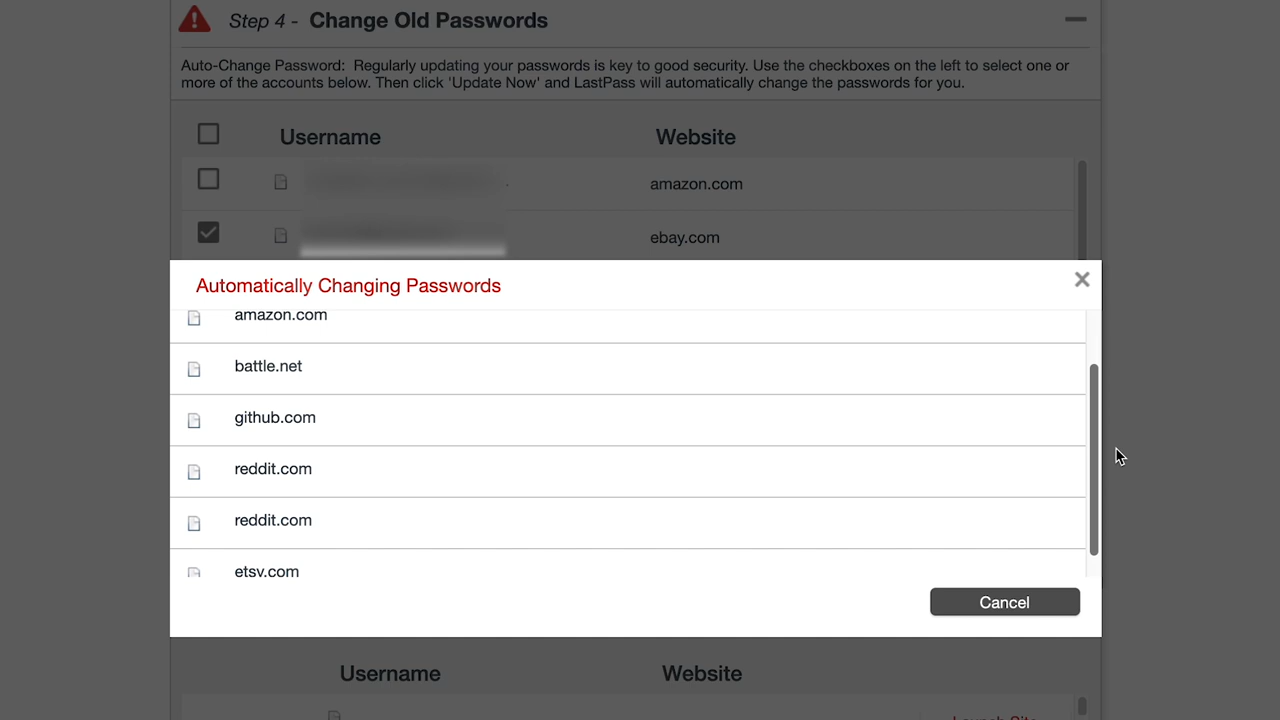 Step 4 - Change Old Passwords
Auto-Change Password: Regularly updating your passwords is key to good security. Use the checkboxes on the left to select one or
more of the accounts below. Then click 'Update Now' and LastPass will automatically change the passwords for you.
Username Website
amazon.com
ebay.com
Automatically Changing Passwords
amazon.com
battle.net
github.com
reddit.com
reddit.com
etsy.com
Cancel
Username Website
Launch Site